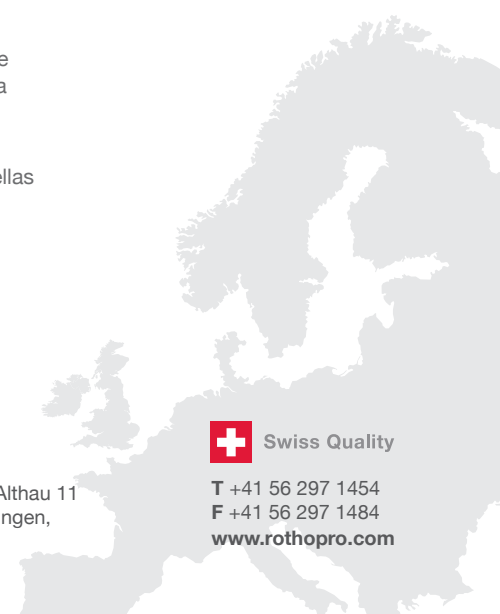 e
a
ellas
Swiss Quality
Althau 11
ngen,
T +41 56 297 1454
F +41 56 297 1484
www.rothopro.com